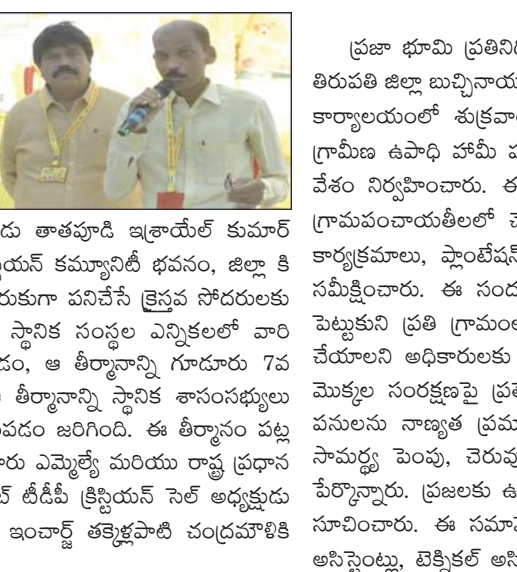 డు తాతపూడి ఇశ్రాయేల్ కుమార్
యన్ కమ్యూనిటీ భవనం, జిల్లా కి
రుకుగా పనిచేసే క్రైస్తవ సోదరులకు
స్థానిక సంస్థల ఎన్నికలలో వారి
డం, ఆ తీర్మానాన్ని గూడూరు 7వ
తీర్మానాన్ని స్థానిక శాసంసభ్యులు
పడం జరిగింది. ఈ తీర్మానం పట్ల
రు ఎమ్మెల్యే మరియు రాష్ట్ర ప్రధాన
ట్ టీడీపీ క్రిస్టియన్ సెల్ అధ్యక్షుడు
ఇంచార్జ్ తక్కెళ్లపాటి చంద్రమౌళికి
ప్రజా భూమి ప్రతినిధి
తిరుపతి జిల్లా బుచ్చినాయ
కార్యాలయంలో శుక్రవా
గ్రామీణ ఉపాధి హామీ
వేశం నిర్వహించారు. ఈ
గ్రామపంచాయతీలలో చే
కార్యక్రమాలు, ప్లాంటేషన్
సమీక్షించారు. ఈ సంద
పెట్టుకుని ప్రతి గ్రామంల
చేయాలని అధికారులకు
మొక్కల సంరక్షణపై ప్రతే
పనులను నాణ్యత ప్రమ
సామర్థ్య పెంపు, చెరువు
పేర్కొన్నారు. ప్రజలకు ఉ
సూచించారు. ఈ సమావే
అసిస్టెంట్లు, టెక్నికల్ అసి